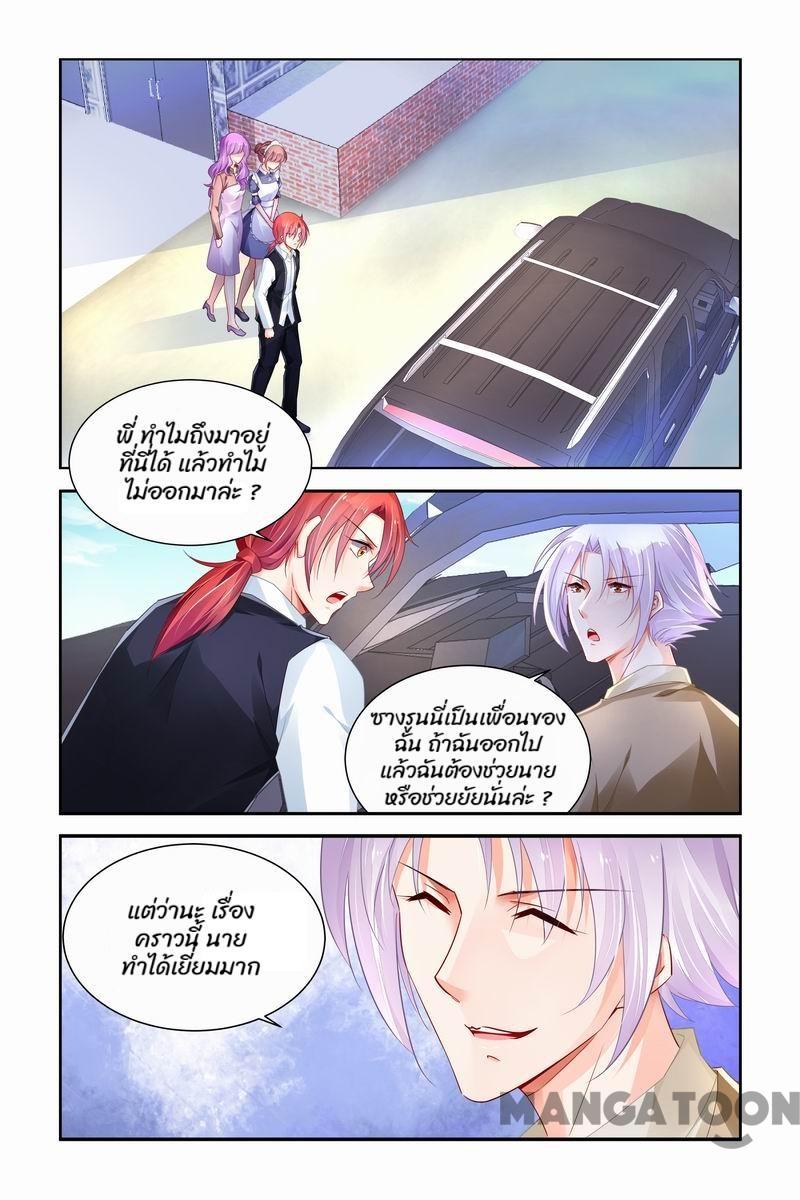 พี่ ทำไมถึงมาอยู่
ที่นี่ได้ แล้วทำไม
ไม่ออกมาล่ะ ?
ซางรูนนี่เป็นเพื่อนของ
ฉัน ถ้าฉันออกไป
แล้วฉันต้องช่วยนาย
หรือช่วยยัยนั่นล่ะ ?
แต่ว่านะ เรื่อง
คราวนี้ นาย
ทำได้เยี่ยมมาก
MANGATOON